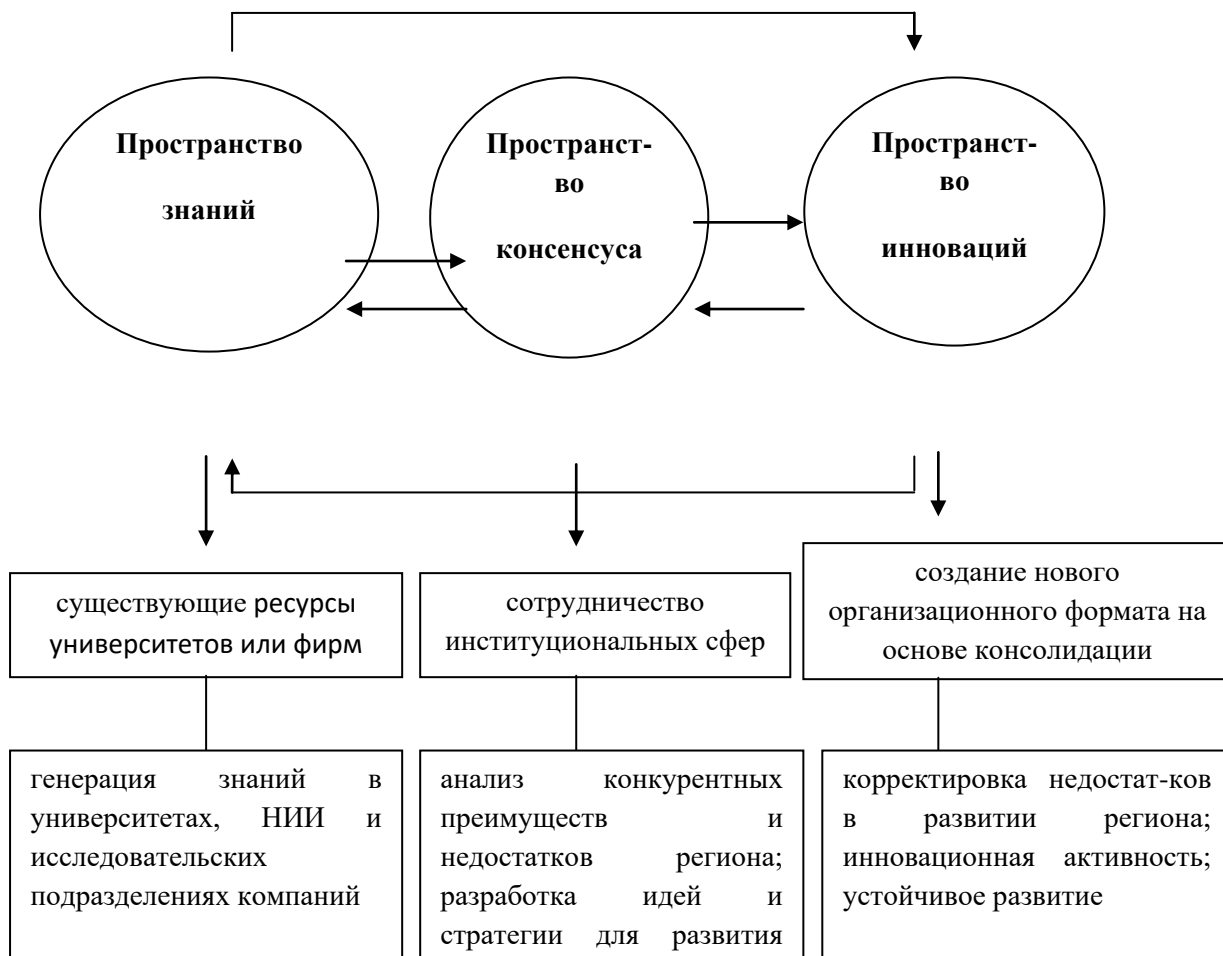 Пространство
знаний
Пространст-
во
консенсуса
Пространст-
во
инноваций
существующие ресурсы
университетов или фирм
сотрудничество
институциональных сфер
создание нового
организационного формата на
основе консолидации
генерация знаний в
университетах, НИИ и
исследовательских
подразделениях компаний
анализ конкурентных
преимуществ и
недостатков региона;
разработка идей и
стратегии для развития
корректировка недостат-ков
в развитии региона;
инновационная активность;
устойчивое развитие